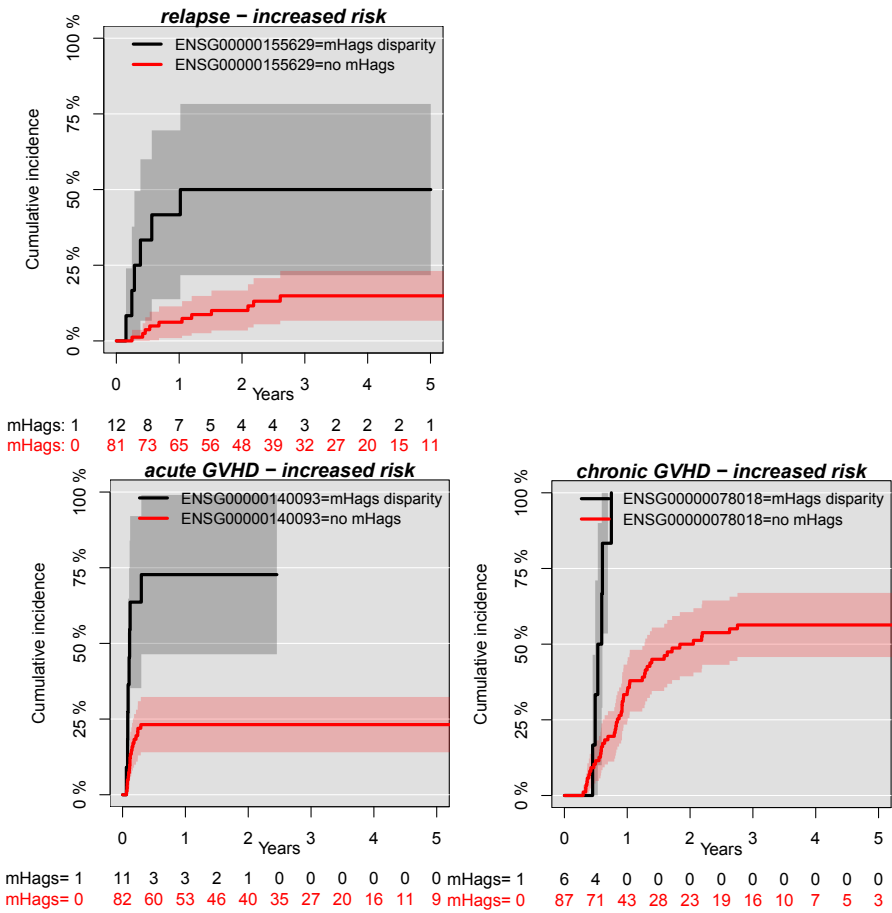 relapse – increased risk
ENSG00000155629=mHags disparity
ENSG00000155629=no mHags
Cumulative incidence
100 %
75 %
50 %
25 %
0 %
0 1 2 3 4 5
Years
mHags: 1 12 8 7 5 4 4 3 2 2 2 1
mHags: 0 81 73 65 56 48 39 32 27 20 15 11
acute GVHD – increased risk
ENSG00000140093=mHags disparity
ENSG00000140093=no mHags
Cumulative incidence
100 %
75 %
50 %
25 %
0 %
0 1 2 3 4 5
Years
mHags= 1 11 3 3 2 1 0 0 0 0 0 0
mHags= 0 82 60 53 46 40 35 27 20 16 11 9
chronic GVHD – increased risk
ENSG00000078018=mHags disparity
ENSG00000078018=no mHags
Cumulative incidence
100 %
75 %
50 %
25 %
0 %
0 1 2 3 4 5
Years
mHags= 1 6 4 0 0 0 0 0 0 0 0 0
mHags= 0 87 71 43 28 23 19 16 10 7 5 3